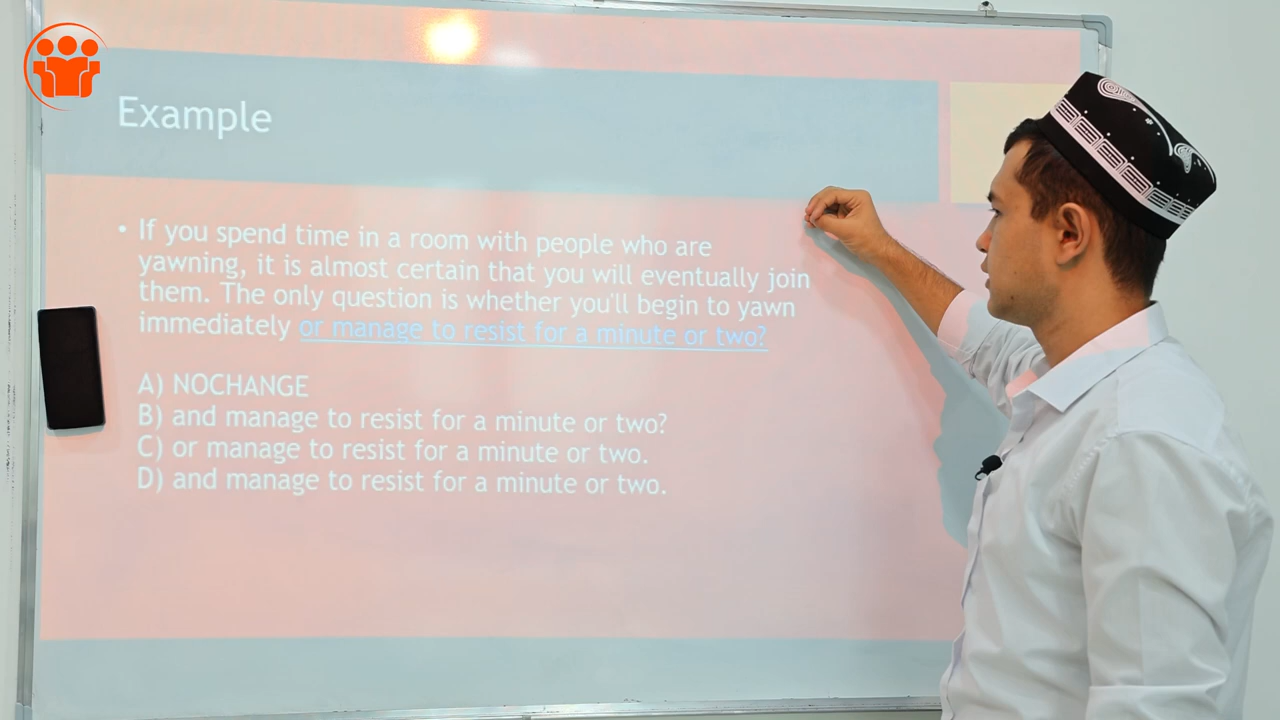 Example
• If you spend time in a room with people who are
yawning, it is almost certain that you will eventually join
them. The only question is whether you'll begin to yawn
immediately or manage to resist for a minute or two?
A) NOCHANGE
B) and manage to resist for a minute or two?
C) or manage to resist for a minute or two.
D) and manage to resist for a minute or two.